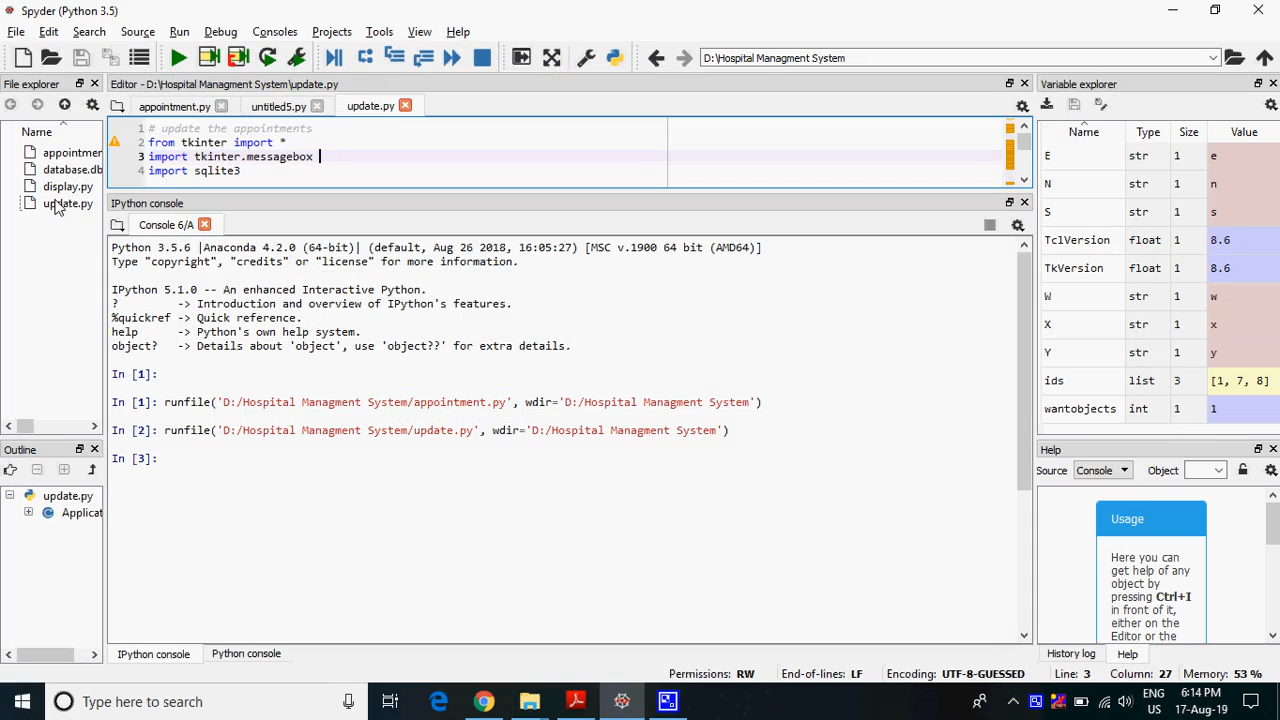 Spyder (Python 3.5)
File Edit Search Source Run Debug Consoles Projects Tools View Help
D:\Hospital Managment System
File explorer
Name
appointmer
database.db
display.py
update.py
Outline
update.py
Applicat
Editor - D:\Hospital Managment System\update.py
appointment.py untitled5.py update.py
1 # update the appointments
2 from tkinter import *
3 import tkinter.messagebox
4 import sqlite3
IPython console
Console 6/A
Python 3.5.6 |Anaconda 4.2.0 (64-bit)| (default, Aug 26 2018, 16:05:27) [MSC v.1900 64 bit (AMD64)]
Type "copyright", "credits" or "license" for more information.
IPython 5.1.0 -- An enhanced Interactive Python.
? -> Introduction and overview of IPython's features.
%quickref -> Quick reference.
help -> Python's own help system.
object? -> Details about 'object', use 'object??' for extra details.
In [1]:
In [1]: runfile('D:/Hospital Managment System/appointment.py', wdir='D:/Hospital Managment System')
In [2]: runfile('D:/Hospital Managment System/update.py', wdir='D:/Hospital Managment System')
In [3]:
IPython console Python console
Variable explorer
Name Type Size Value
E str 1 e
N str 1 n
S str 1 s
TclVersion float 1 8.6
TkVersion float 1 8.6
W str 1 w
X str 1 x
Y str 1 y
ids list 3 [1, 7, 8]
wantobjects int 1 1
Help
Source Console Object
Usage
Here you can
get help of any
object by
pressing Ctrl+I
in front of it,
either on the
Editor or the
History log Help
Permissions: RW End-of-lines: LF Encoding: UTF-8-GUESSED Line: 3 Column: 27 Memory: 53 %
Type here to search
ENG
US
6:14 PM
17-Aug-19